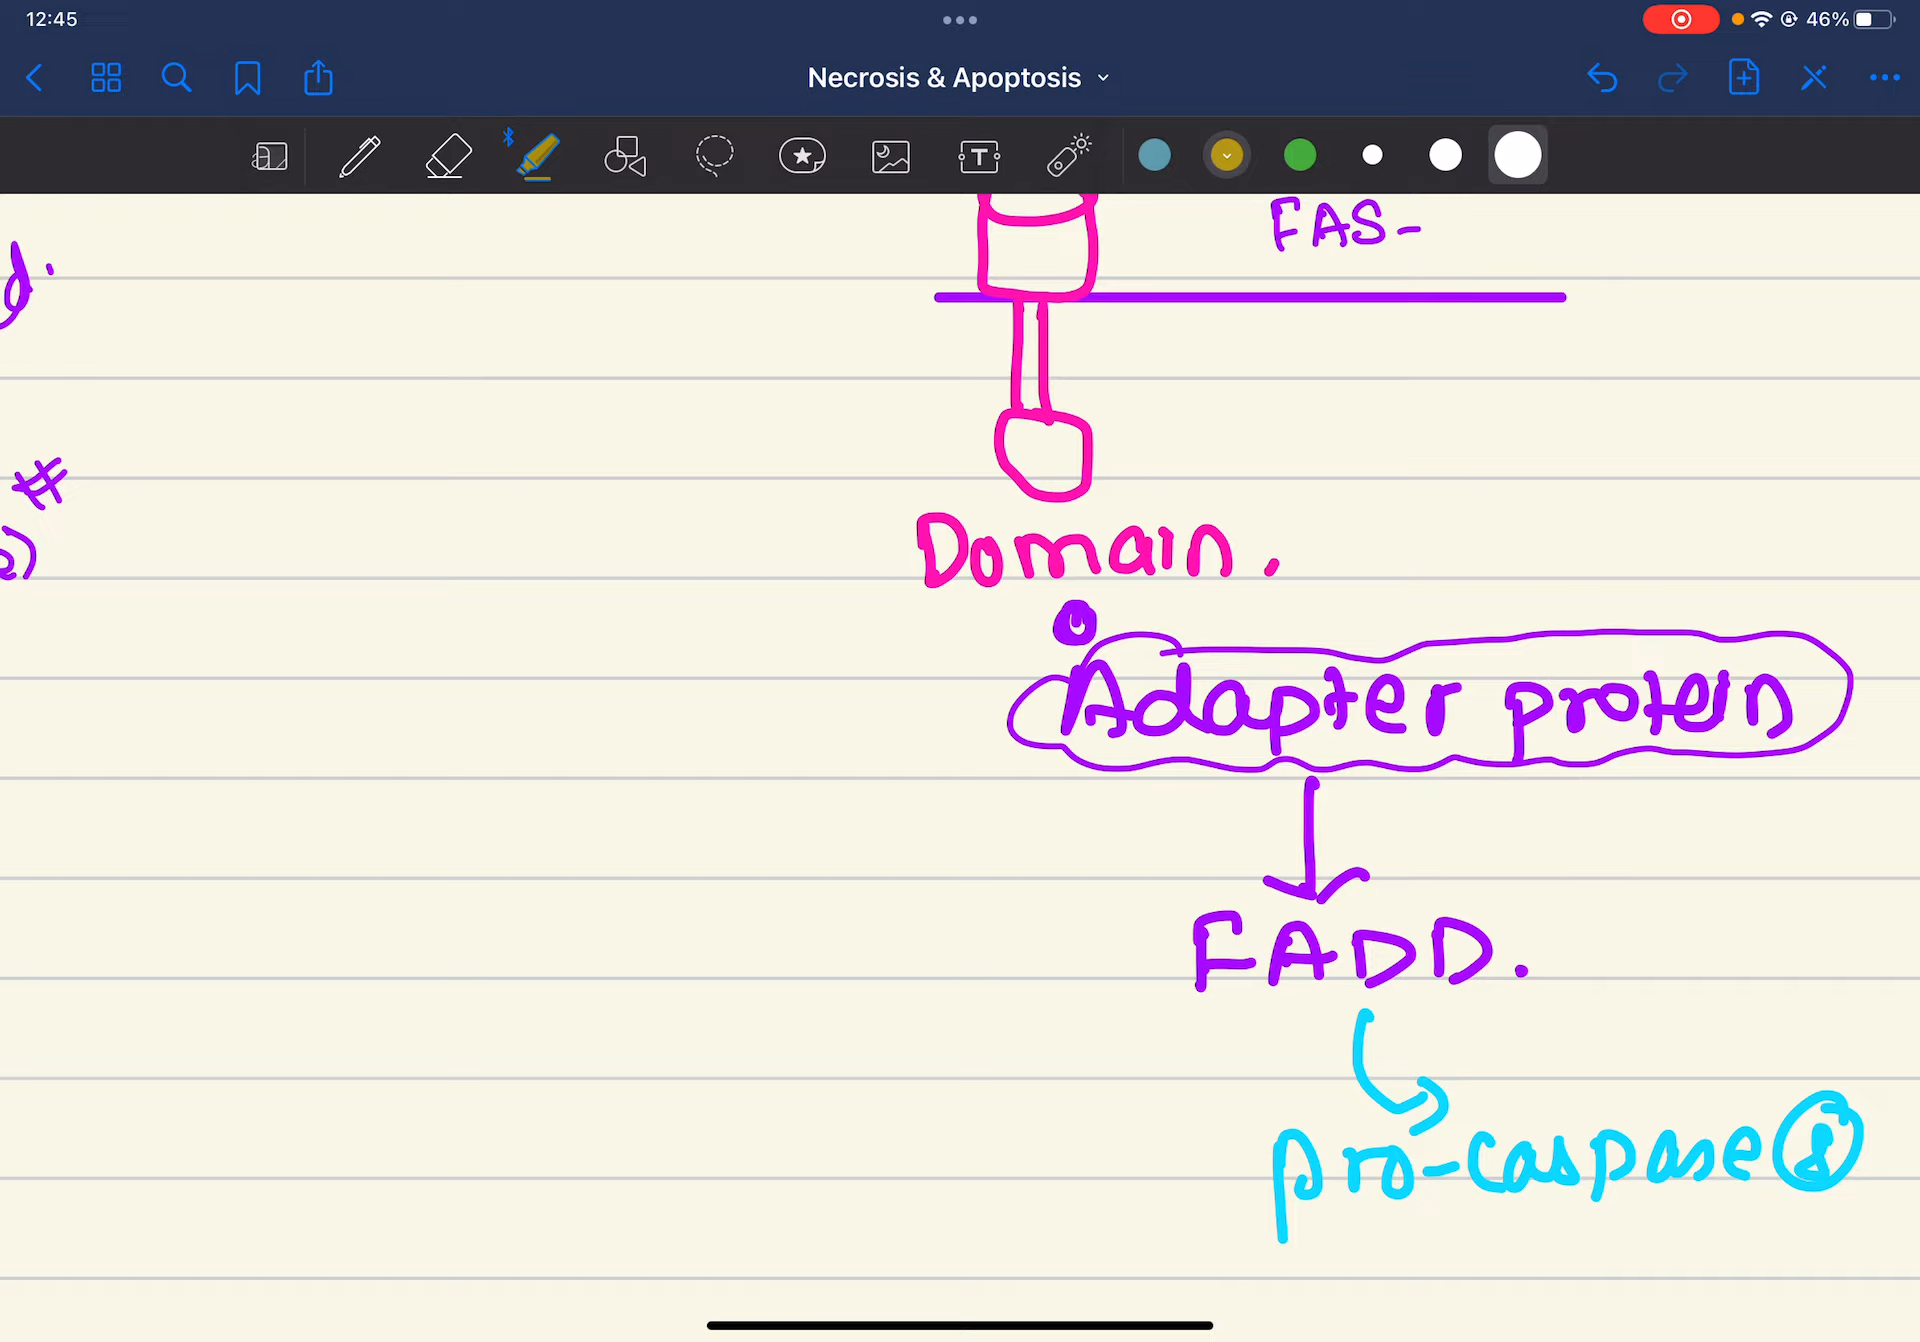 12:45
46%
Necrosis & Apoptosis
FAS-
Domain.
Adapter protein
FADD.
pro-caspase 8